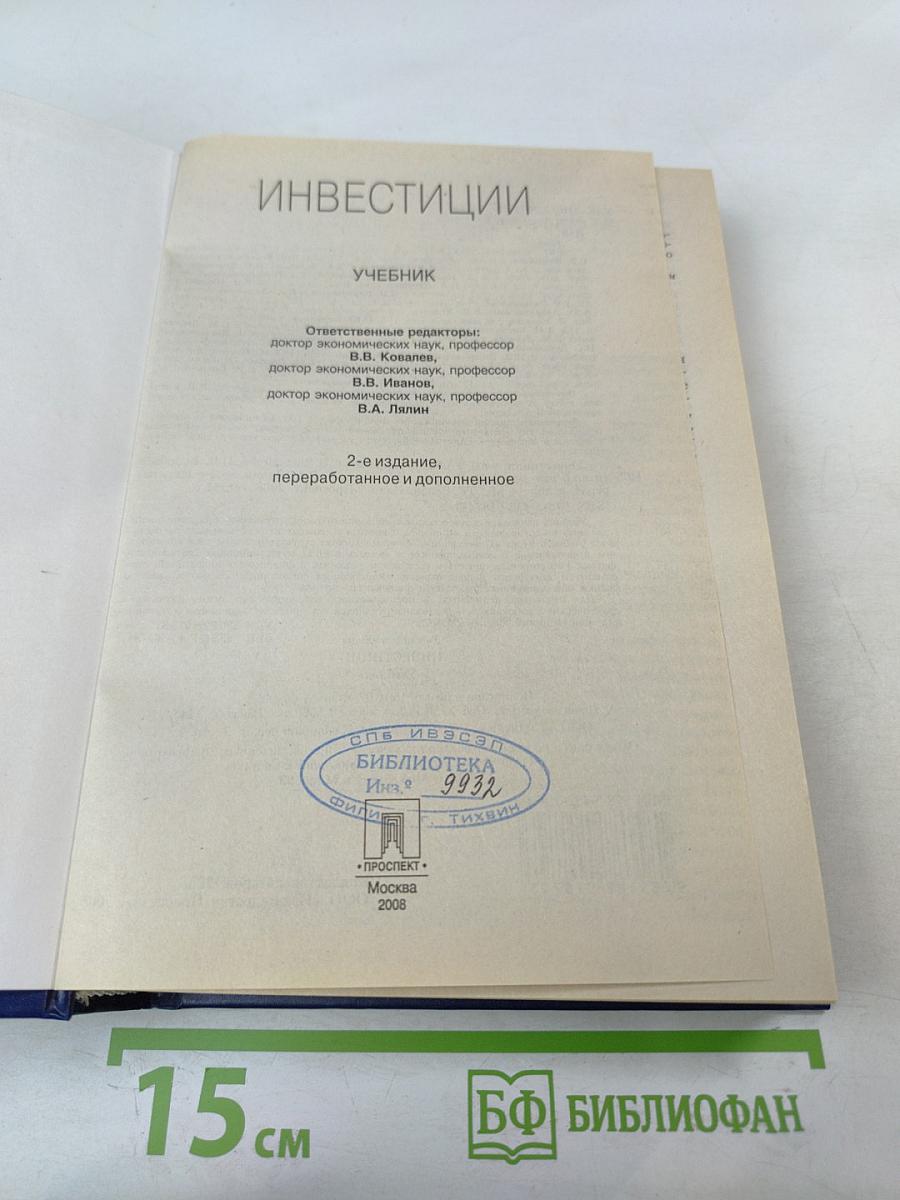 ИНВЕСТИЦИИ
УЧЕБНИК
Ответственные редакторы:
доктор экономических наук, профессор
В.В. Ковалев,
доктор экономических наук, профессор
В.В. Иванов,
доктор экономических наук, профессор
В.А. Лялин
2-е издание,
переработанное и дополненное
СПБ ИВЭСЭП
БИБЛИОТЕКА
Инв.º 9932
г. ТИХВИН
• ПРОСПЕКТ •
Москва
2008
15 см
БФ БИБЛИОФАН